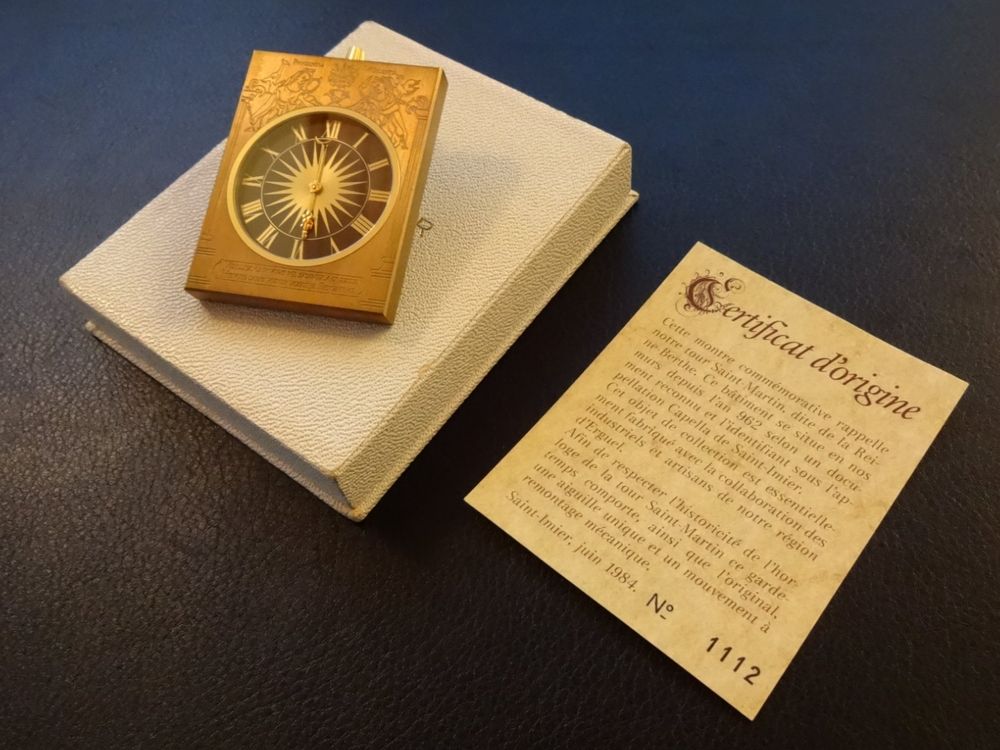 XII
R
Certificat d'origine
Cette montre commémorative rappelle
notre tour Saint Martin, dite de la Rei-
ne Berthe. Ce bâtiment se situe en nos
murs depuis l'an 962 selon un docu-
ment reconnu et l'identifiant sous l'ap-
pellation Capella de Saint-Imier.
Cet objet de collection est essentielle-
ment fabriqué avec la collaboration des
industriels et artisans de notre région
d'Erguel.
Afin de respecter l'historicité de l'hor-
loge de la tour Saint-Martin ce garde-
temps comporte, ainsi que l'original,
une aiguille unique et un mouvement à
remontage mécanique.
Saint-Imier, juin 1984.
Nº 1112